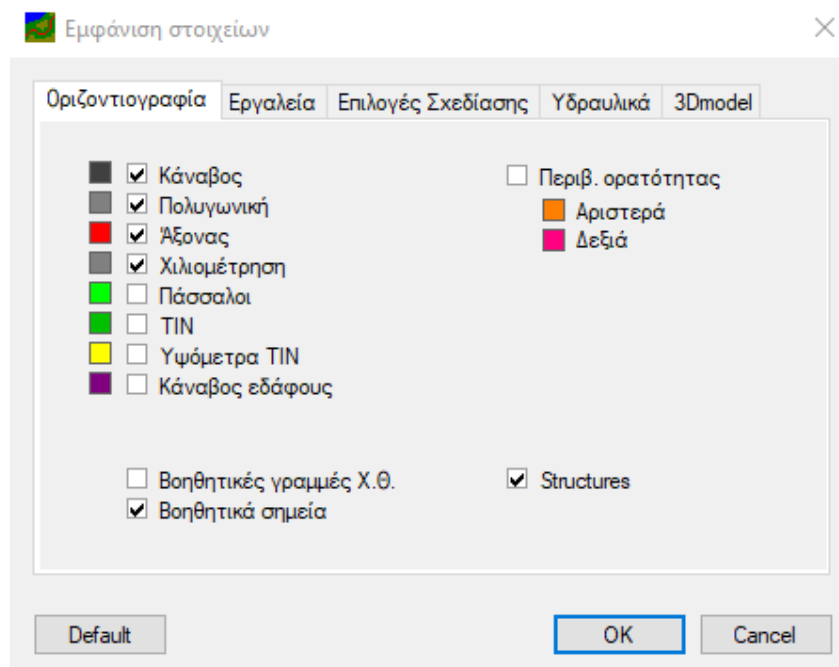 Εμφάνιση στοιχείων
Οριζοντιογραφία Εργαλεία Επιλογές Σχεδίασης Υδραυλικά 3Dmodel
Κάναβος
Πολυγωνική
Άξονας
Χιλιομέτρηση
Πάσσαλοι
TIN
Υψόμετρα TIN
Κάναβος εδάφους
Περιβ. ορατότητας
Αριστερά
Δεξιά
Βοηθητικές γραμμές Χ.Θ.
Βοηθητικά σημεία
Structures
Default OK Cancel